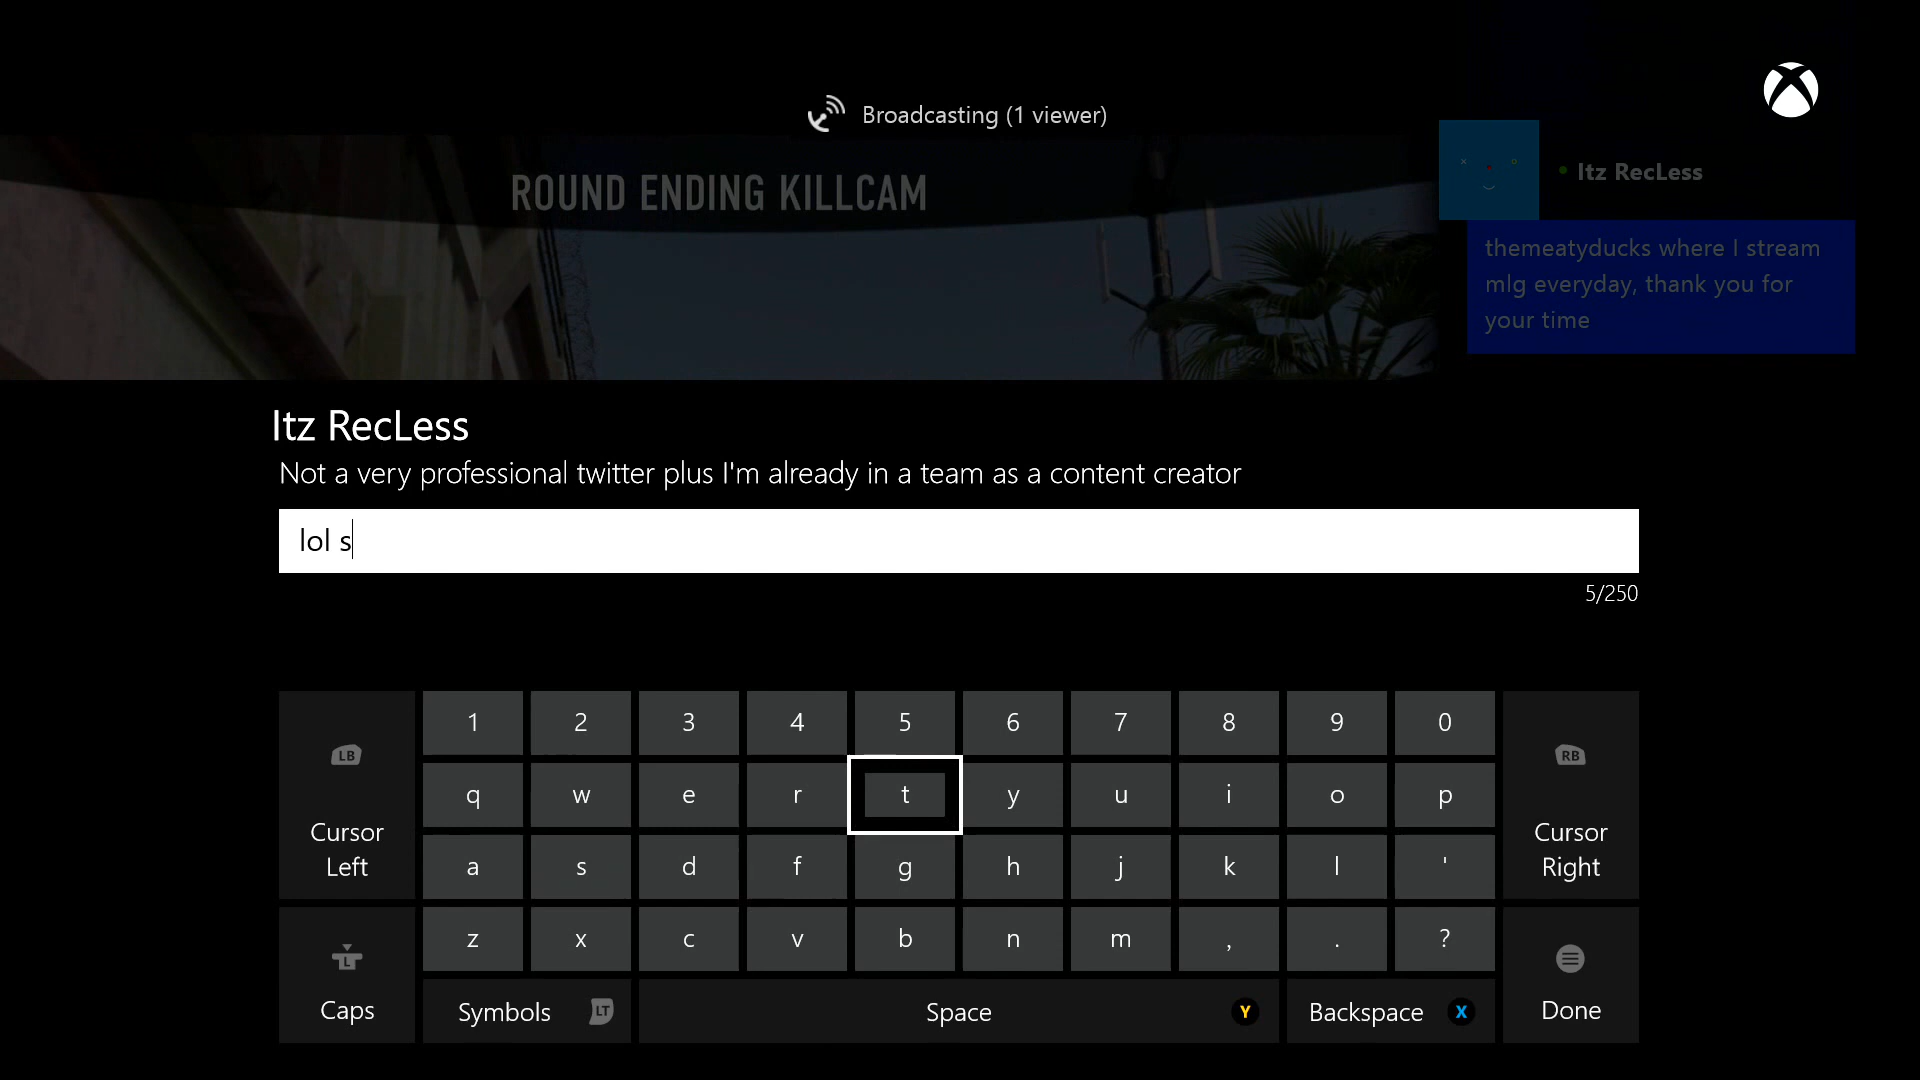 Broadcasting (1 viewer)
ROUND ENDING KILLCAM
Itz RecLess
themeatyducks where I stream
mlg everyday, thank you for
your time
Itz RecLess
Not a very professional twitter plus I'm already in a team as a content creator
lol s
5/250
LB
Cursor
Left
1 2 3 4 5 6 7 8 9 0
q w e r t y u i o p
a s d f g h j k l '
z x c v b n m , . ?
RB
Cursor
Right
L
Caps
Symbols LT
Space Y
Backspace X
Done